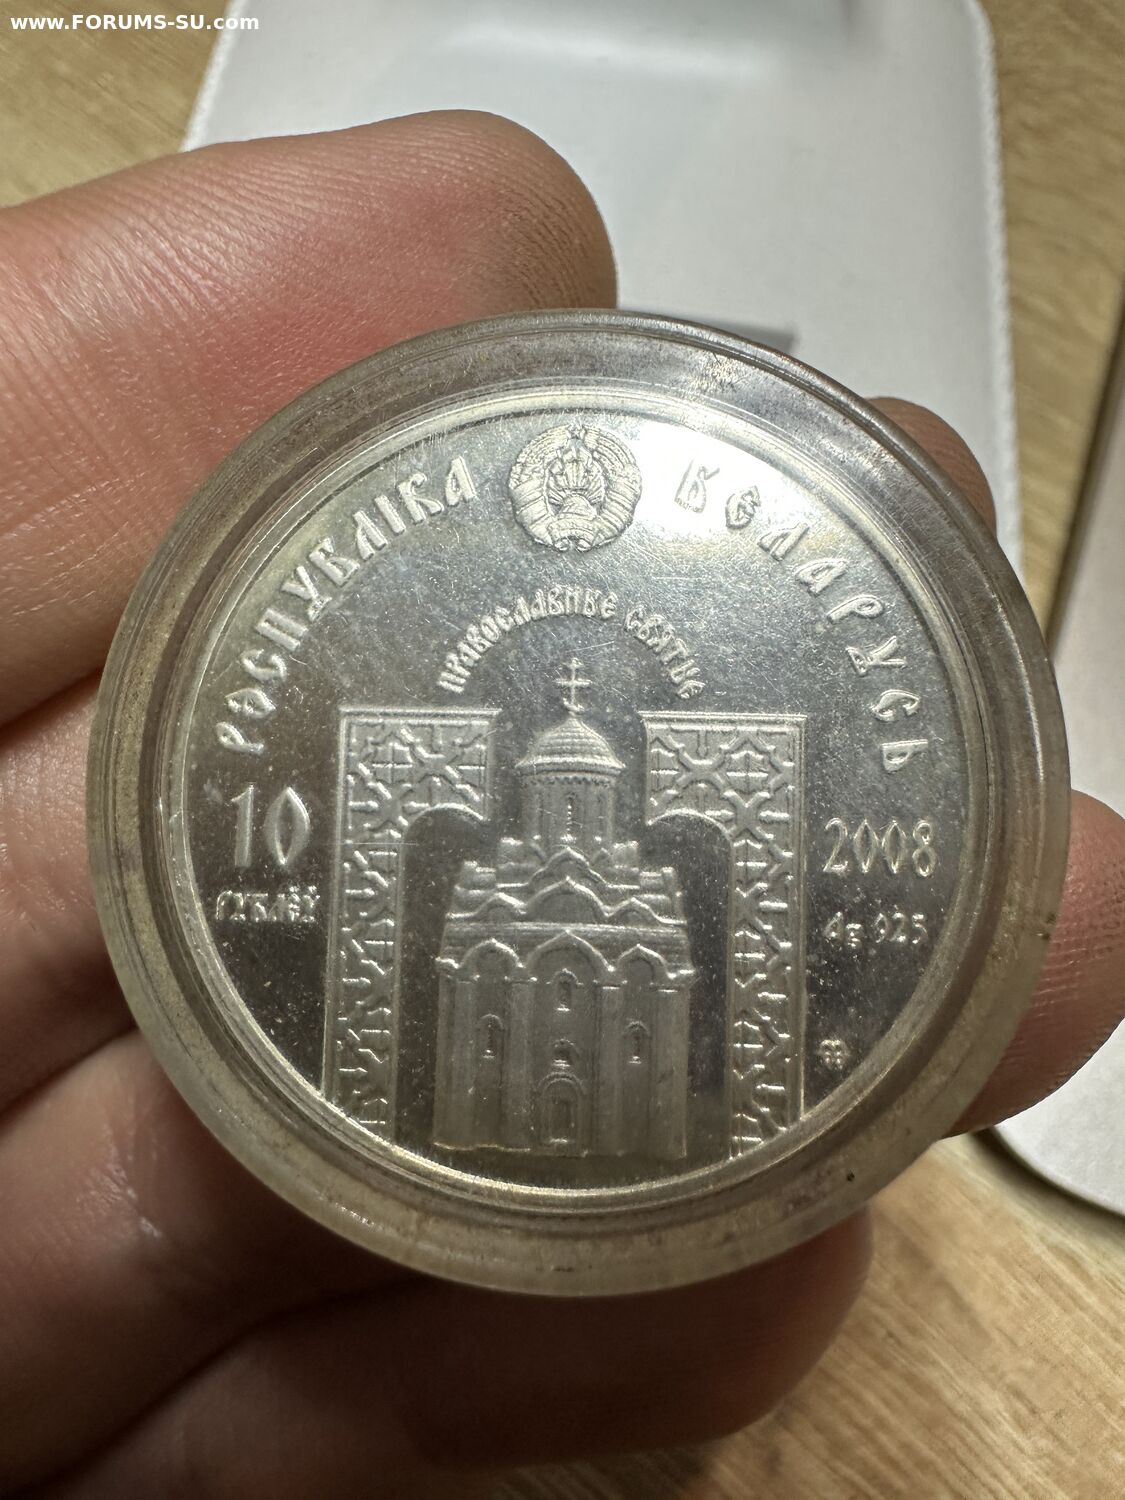 www.FORUMS-SU.com
РЭСПУБЛІКА БЕЛАРУСЬ
ПРАВОСЛАВНЫЕ СВЯТЫЕ
10
РУБЛЁЎ
2008
Ag 925